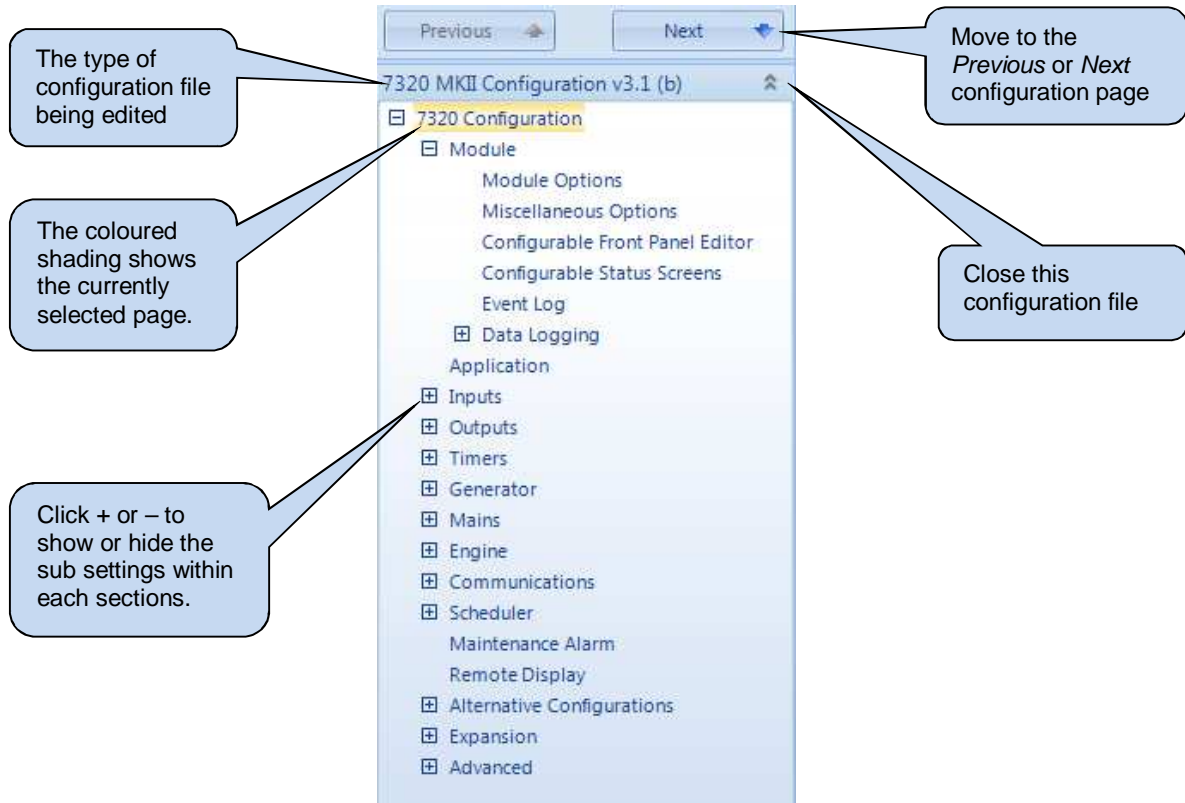 Previous
Next
The type of
configuration file
being edited
Move to the
Previous or Next
configuration page
7320 MKII Configuration v3.1 (b)
7320 Configuration
Module
Module Options
Miscellaneous Options
Configurable Front Panel Editor
Configurable Status Screens
Event Log
Data Logging
Application
Inputs
Outputs
Timers
Generator
Mains
Engine
Communications
Scheduler
Maintenance Alarm
Remote Display
Alternative Configurations
Expansion
Advanced
The coloured
shading shows
the currently
selected page.
Close this
configuration file
Click + or – to
show or hide the
sub settings within
each sections.